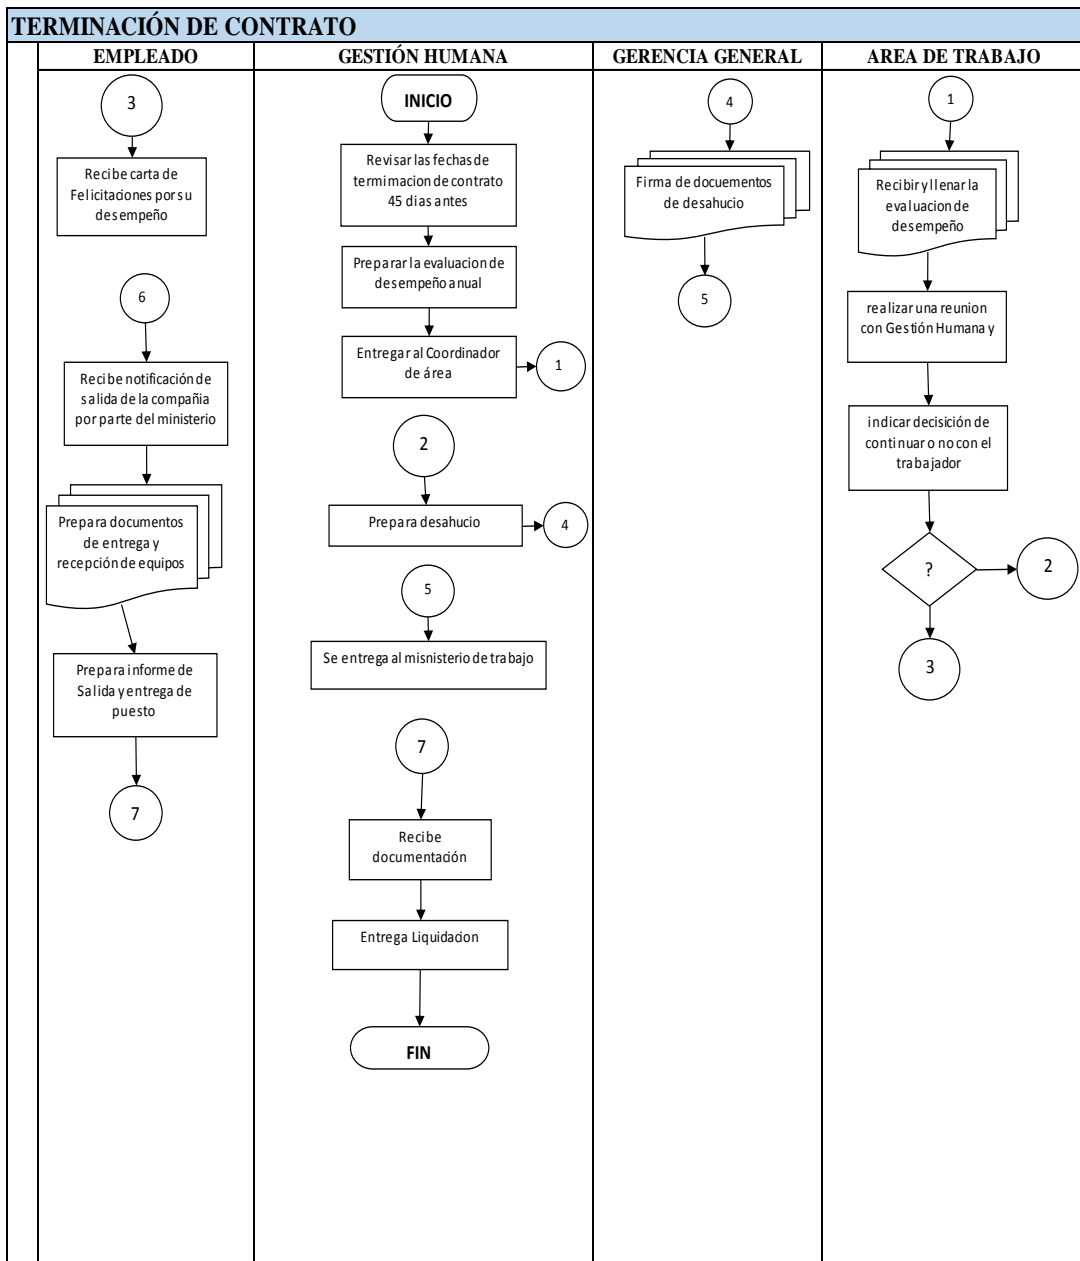 TERMINACIÓN DE CONTRATO
EMPLEADO
GESTIÓN HUMANA
GERENCIA GENERAL
AREA DE TRABAJO
3
Recibe carta de
Felicitaciones por su
desempeño
6
Recibe notificación de
salida de la compañia
por parte del ministerio
Prepara documentos
de entrega y
recepción de equipos
Prepara informe de
Salida y entrega de
puesto
7
INICIO
Revisar las fechas de
termimacion de contrato
45 dias antes
Preparar la evaluacion de
desempeño anual
Entregar al Coordinador
de área
1
2
Prepara desahucio
4
5
Se entrega al misnisterio de trabajo
7
Recibe
documentación
Entrega Liquidacion
FIN
4
Firma de docuementos
de desahucio
5
1
Recibir y llenar la
evaluacion de
desempeño
realizar una reunion
con Gestión Humana y
indicar decisición de
continuar o no con el
trabajador
?
2
3